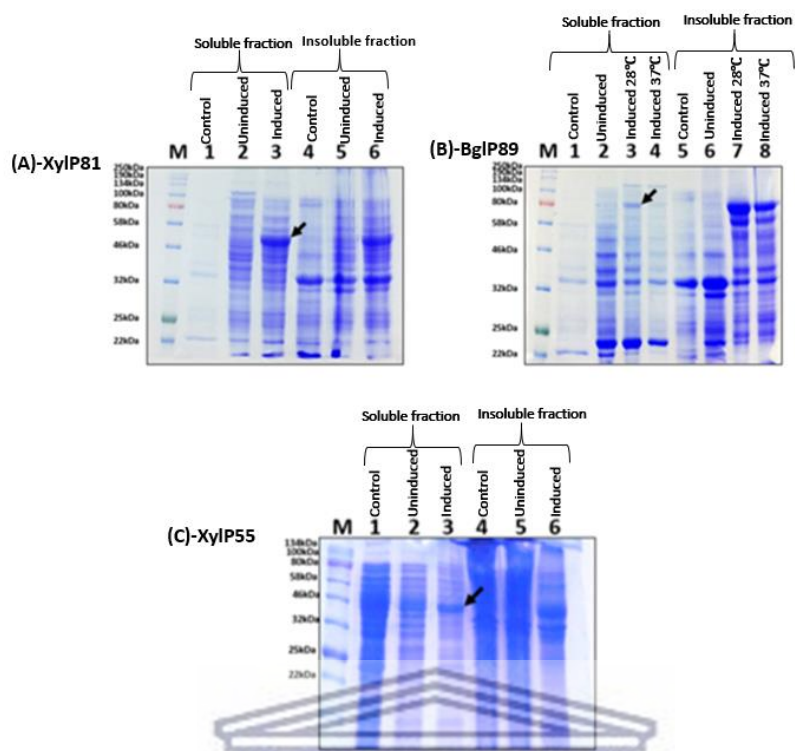 Soluble fraction
Insoluble fraction
Control
Uninduced
Induced
Control
Uninduced
Induced
(A)-XylP81
M 1 2 3 4 5 6
250kDa
190kDa
134kDa
100kDa
80kDa
58kDa
46kDa
32kDa
25kDa
22kDa
Soluble fraction
Insoluble fraction
Control
Uninduced
Induced 28°C
Induced 37°C
Control
Uninduced
Induced 28°C
Induced 37°C
(B)-BglP89
M 1 2 3 4 5 6 7 8
250kDa
190kDa
134kDa
100kDa
80kDa
58kDa
46kDa
32kDa
25kDa
22kDa
Soluble fraction
Insoluble fraction
Control
Uninduced
Induced
Control
Uninduced
Induced
(C)-XylP55
M 1 2 3 4 5 6
134kDa
100kDa
80kDa
58kDa
46kDa
32kDa
25kDa
22kDa